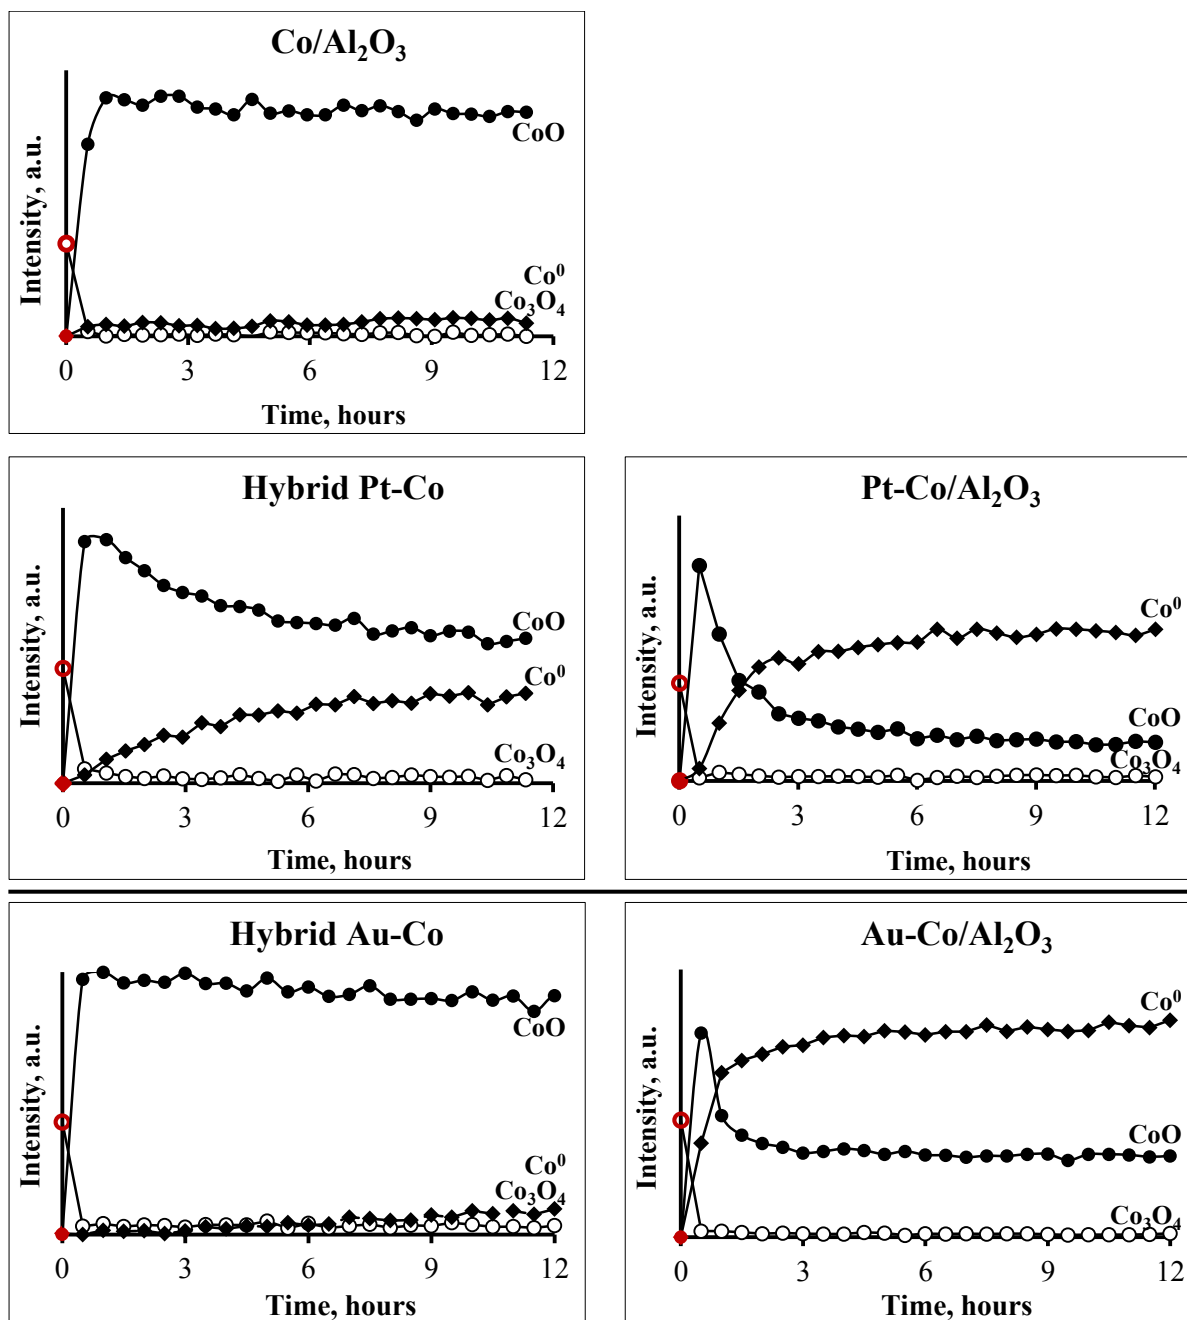 Co/Al₂O₃
Intensity, a.u.
CoO
Co⁰
Co₃O₄
0 3 6 9 12
Time, hours
Hybrid Pt-Co
Intensity, a.u.
CoO
Co⁰
Co₃O₄
0 3 6 9 12
Time, hours
Pt-Co/Al₂O₃
Intensity, a.u.
Co⁰
CoO
Co₃O₄
0 3 6 9 12
Time, hours
Hybrid Au-Co
Intensity, a.u.
CoO
Co⁰
Co₃O₄
0 3 6 9 12
Time, hours
Au-Co/Al₂O₃
Intensity, a.u.
Co⁰
CoO
Co₃O₄
0 3 6 9 12
Time, hours